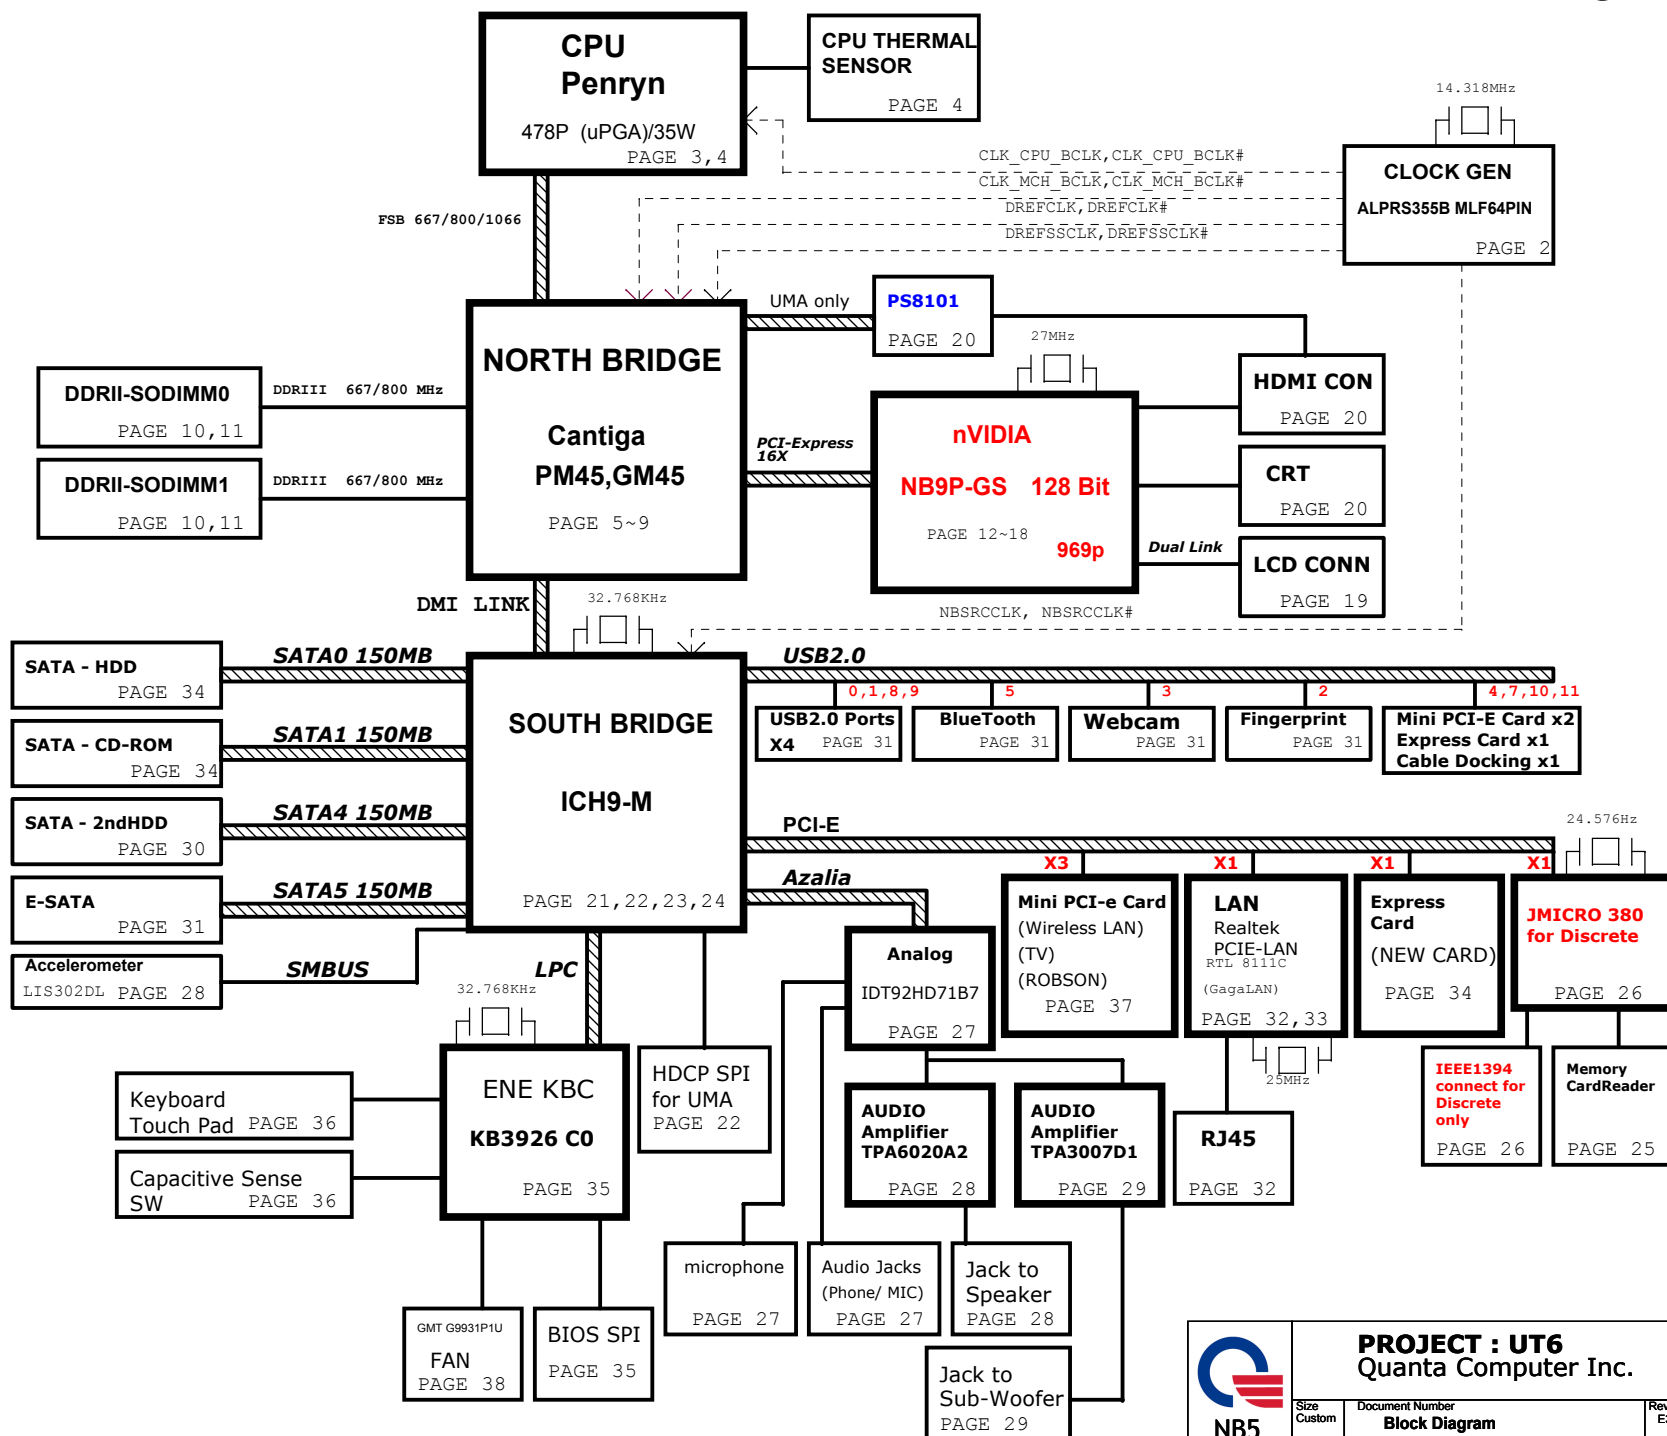 CPU
Penryn
478P (uPGA)/35W
PAGE 3,4
CPU THERMAL
SENSOR
PAGE 4
14.318MHz
CLOCK GEN
ALPRS355B MLF64PIN
PAGE 2
CLK_CPU_BCLK,CLK_CPU_BCLK#
CLK_MCH_BCLK,CLK_MCH_BCLK#
DREFCLK,DREFCLK#
DREFSSCLK,DREFSSCLK#
FSB 667/800/1066
UMA only
PS8101
PAGE 20
27MHz
NORTH BRIDGE
Cantiga
PM45,GM45
PAGE 5~9
DDRII-SODIMM0
PAGE 10,11
DDRIII 667/800 MHz
DDRII-SODIMM1
PAGE 10,11
DDRIII 667/800 MHz
PCI-Express
16X
nVIDIA
NB9P-GS 128 Bit
PAGE 12~18
969p
HDMI CON
PAGE 20
CRT
PAGE 20
Dual Link
LCD CONN
PAGE 19
NBSRCCLK, NBSRCCLK#
DMI LINK
32.768KHz
SATA - HDD
PAGE 34
SATA0 150MB
SATA - CD-ROM
PAGE 34
SATA1 150MB
SATA - 2ndHDD
PAGE 30
SATA4 150MB
E-SATA
PAGE 31
SATA5 150MB
Accelerometer
LIS302DL PAGE 28
SMBUS
SOUTH BRIDGE
ICH9-M
PAGE 21,22,23,24
USB2.0
0,1,8,9
5
3
2
4,7,10,11
USB2.0 Ports
X4 PAGE 31
BlueTooth
PAGE 31
Webcam
PAGE 31
Fingerprint
PAGE 31
Mini PCI-E Card x2
Express Card x1
Cable Docking x1
PCI-E
24.576Hz
X3
X1
X1
X1
Azalia
Mini PCI-e Card
(Wireless LAN)
(TV)
(ROBSON)
PAGE 37
LAN
Realtek
PCIE-LAN
RTL 8111C
(GagaLAN)
PAGE 32,33
25MHz
Express
Card
(NEW CARD)
PAGE 34
JMICRO 380
for Discrete
PAGE 26
Analog
IDT92HD71B7
PAGE 27
LPC
32.768KHz
ENE KBC
KB3926 C0
PAGE 35
HDCP SPI
for UMA
PAGE 22
Keyboard
Touch Pad PAGE 36
Capacitive Sense
SW PAGE 36
AUDIO
Amplifier
TPA6020A2
PAGE 28
AUDIO
Amplifier
TPA3007D1
PAGE 29
RJ45
PAGE 32
IEEE1394
connect for
Discrete
only
PAGE 26
Memory
CardReader
PAGE 25
GMT G9931P1U
FAN
PAGE 38
BIOS SPI
PAGE 35
microphone
PAGE 27
Audio Jacks
(Phone/ MIC)
PAGE 27
Jack to
Speaker
PAGE 28
Jack to
Sub-Woofer
PAGE 29
NB5
PROJECT : UT6
Quanta Computer Inc.
Size
Custom
Document Number
Block Diagram